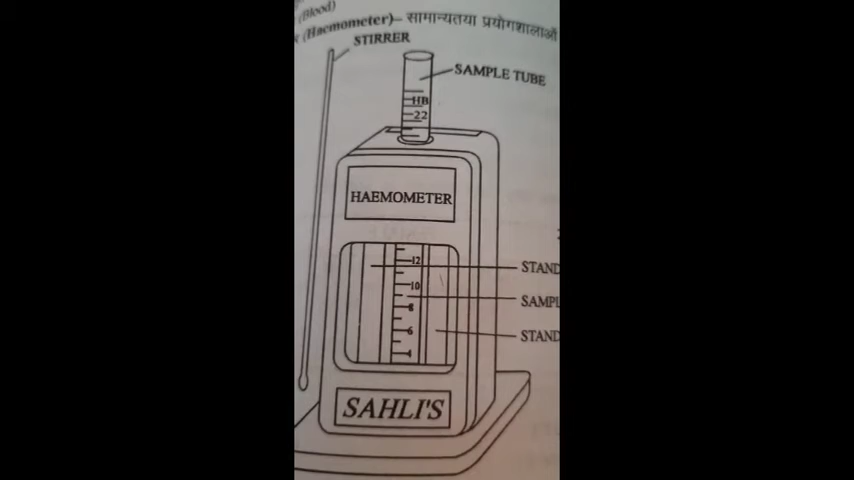 (Blood)
(Haemometer)– सामान्यतया प्रयोगशालाओं
STIRRER
SAMPLE TUBE
HB
22
HAEMOMETER
12
STAND
10
SAMPL
8
6
STAND
4
SAHLI'S